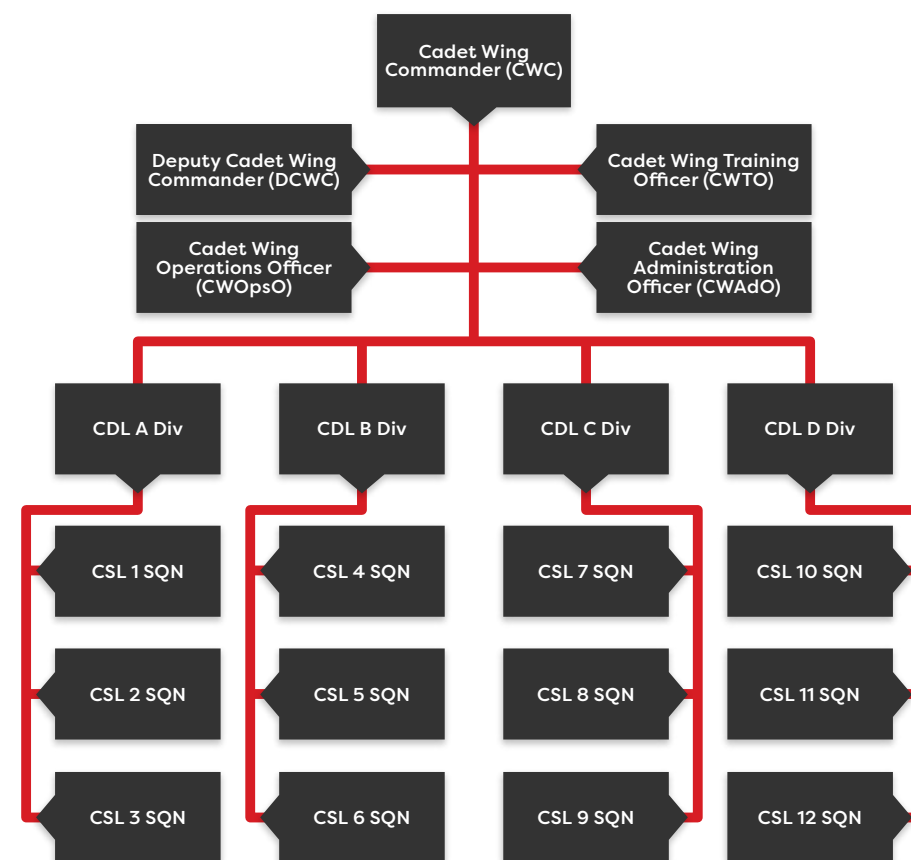 Cadet Wing
Commander (CWC)
Deputy Cadet Wing
Commander (DCWC)
Cadet Wing Training
Officer (CWTO)
Cadet Wing
Operations Officer
(CWOpsO)
Cadet Wing
Administration
Officer (CWAdO)
CDL A Div
CDL B Div
CDL C Div
CDL D Div
CSL 1 SQN
CSL 4 SQN
CSL 7 SQN
CSL 10 SQN
CSL 2 SQN
CSL 5 SQN
CSL 8 SQN
CSL 11 SQN
CSL 3 SQN
CSL 6 SQN
CSL 9 SQN
CSL 12 SQN